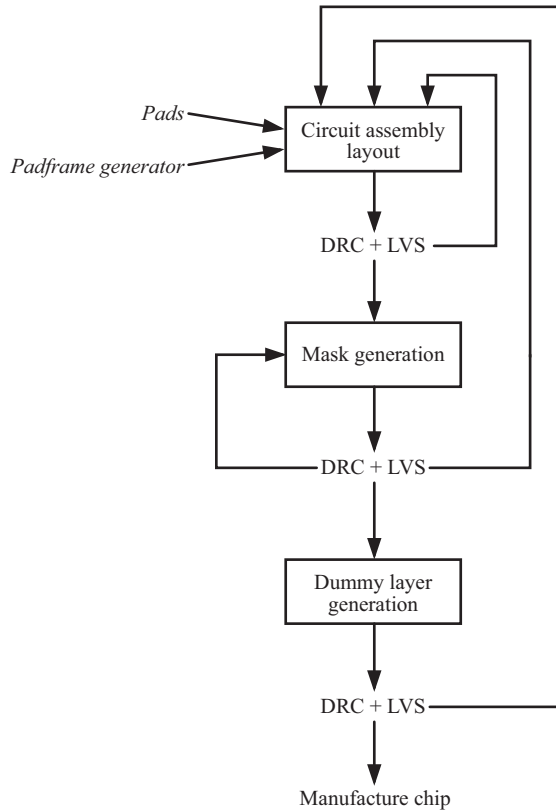 Pads
Padframe generator
Circuit assembly
layout
DRC + LVS
Mask generation
DRC + LVS
Dummy layer
generation
DRC + LVS
Manufacture chip